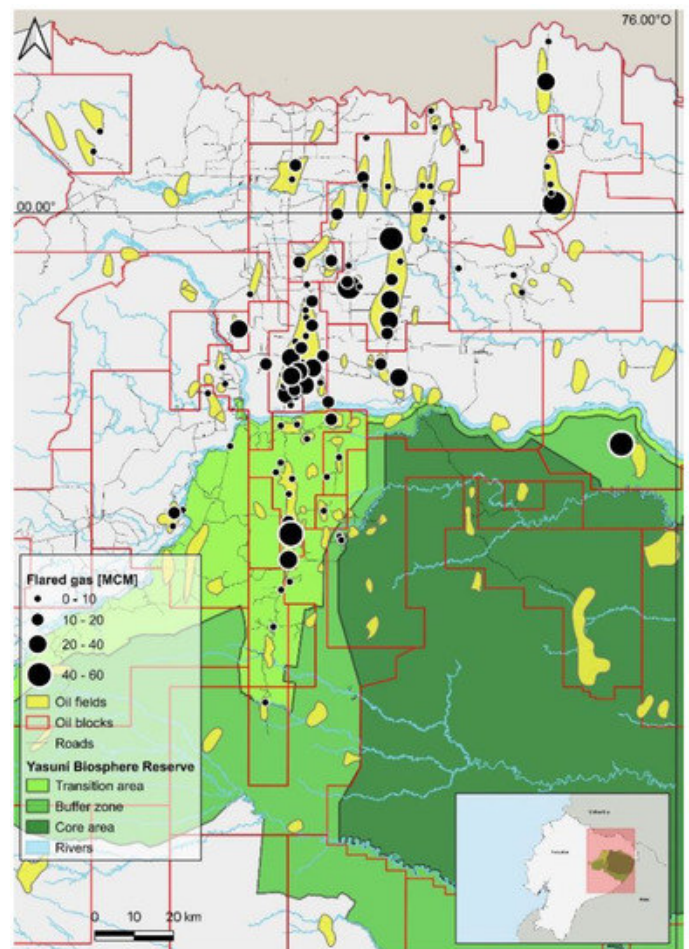 76.00°O
00.00°
Flared gas [MCM]
0 - 10
10 - 20
20 - 40
40 - 60
Oil fields
Oil blocks
Roads
Yasuni Biosphere Reserve
Transition area
Buffer zone
Core area
Rivers
0 10 20 km